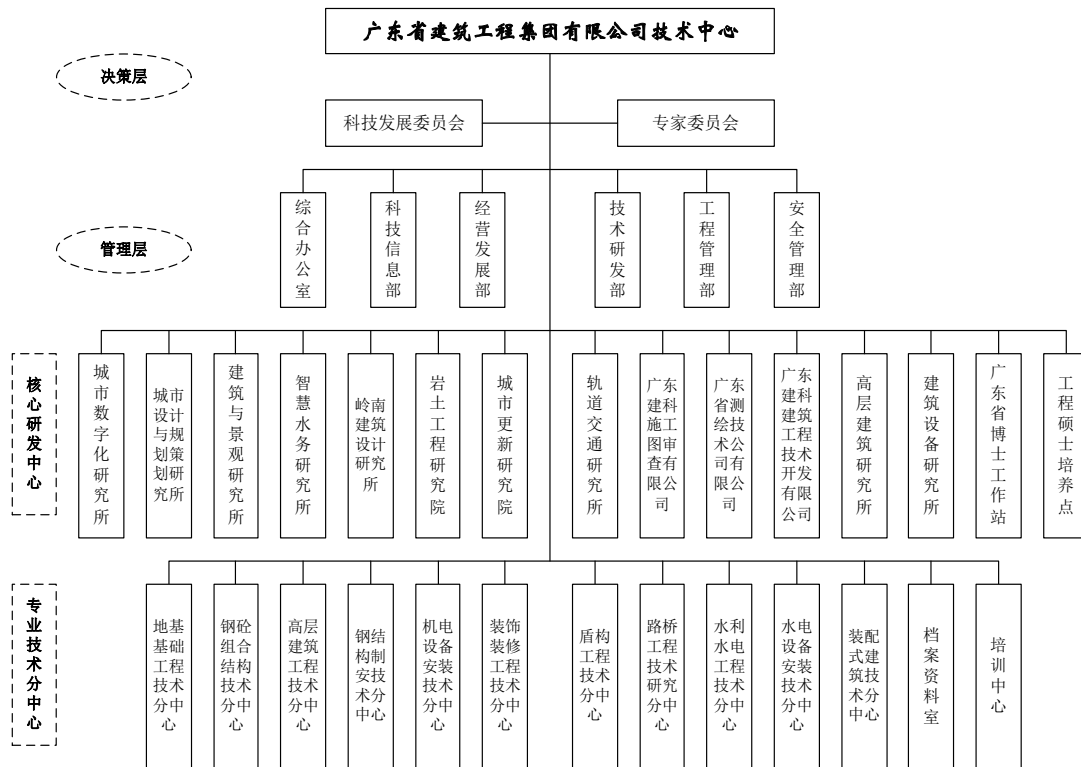 广东省建筑工程集团有限公司技术中心
决策层
科技发展委员会
专家委员会
管理层
综合办公室
科技信息部
经营发展部
技术研发部
工程管理部
安全管理部
核心研发中心
城市数字化研究所
城市设计与规划策划研究所
建筑与景观研究所
智慧水务研究所
岭南建筑设计研究所
岩土工程研究院
城市更新研究院
轨道交通研究所
广东建科施工图审查有限公司
广东省测绘技术公司有限公司
广东建科建筑工程技术开发有限公司
高层建筑研究所
建筑设备研究所
广东省博士工作站
工程硕士培养点
专业技术分中心
地基基础工程技术分中心
钢砼组合结构技术分中心
高层建筑工程技术分中心
钢结构制安技术分中心
机电设备安装技术分中心
装饰装修工程技术分中心
盾构工程技术分中心
路桥工程技术研究分中心
水利水电工程技术分中心
水电设备安装技术分中心
装配式建筑技术分中心
档案资料室
培训中心